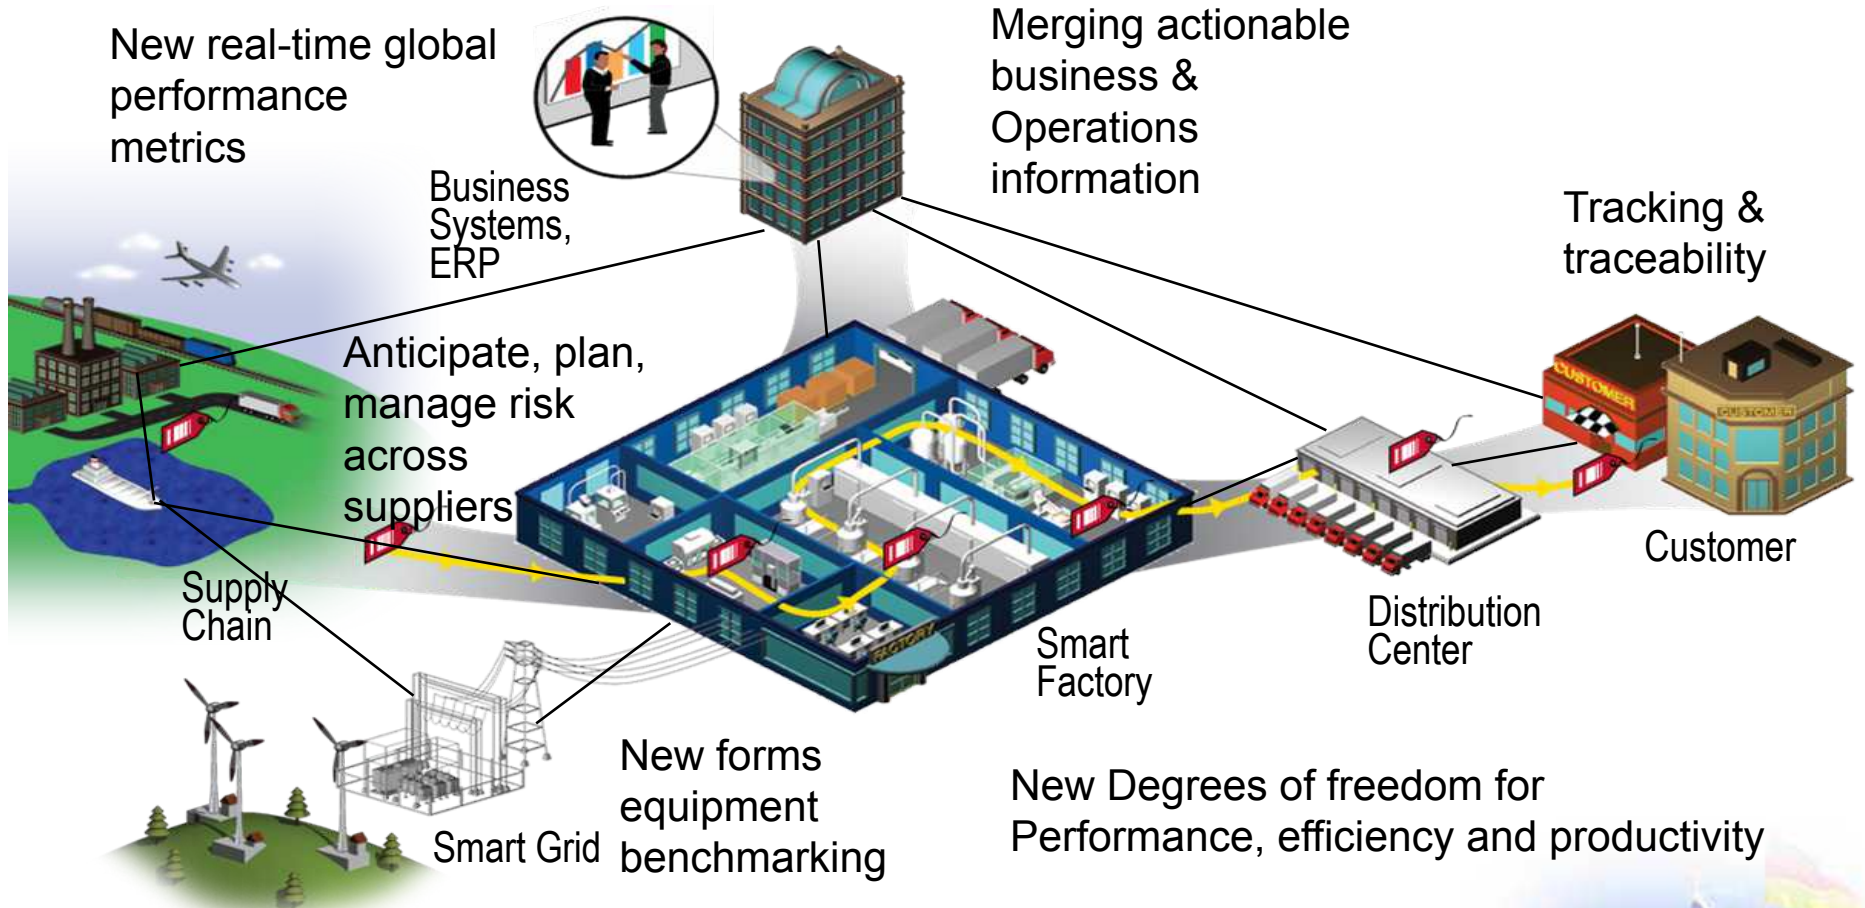 New real-time global
performance
metrics
Merging actionable
business &
Operations
information
Business
Systems,
ERP
Tracking &
traceability
Anticipate, plan,
manage risk
across
suppliers
CUSTOMER
CUSTOMER
Customer
Supply
Chain
Distribution
Center
FACTORY
Smart
Factory
New forms
equipment
benchmarking
Smart Grid
New Degrees of freedom for
Performance, efficiency and productivity